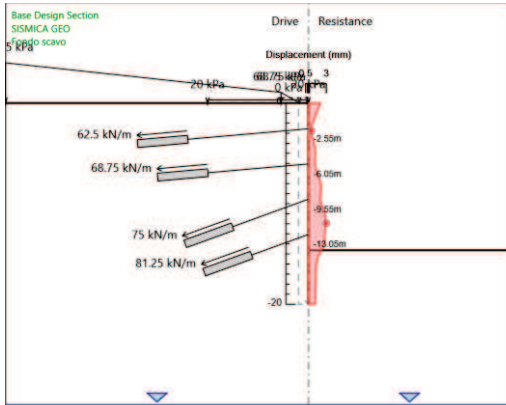 Base Design Section
SISMICA GEO
Fondo scavo
Drive
Resistance
5 kPa
Displacement (mm)
0.5 3
20 kPa
0 kPa
62.5 kN/m
-2.55m
68.75 kN/m
-6.05m
-9.55m
75 kN/m
-13.05m
81.25 kN/m
-20